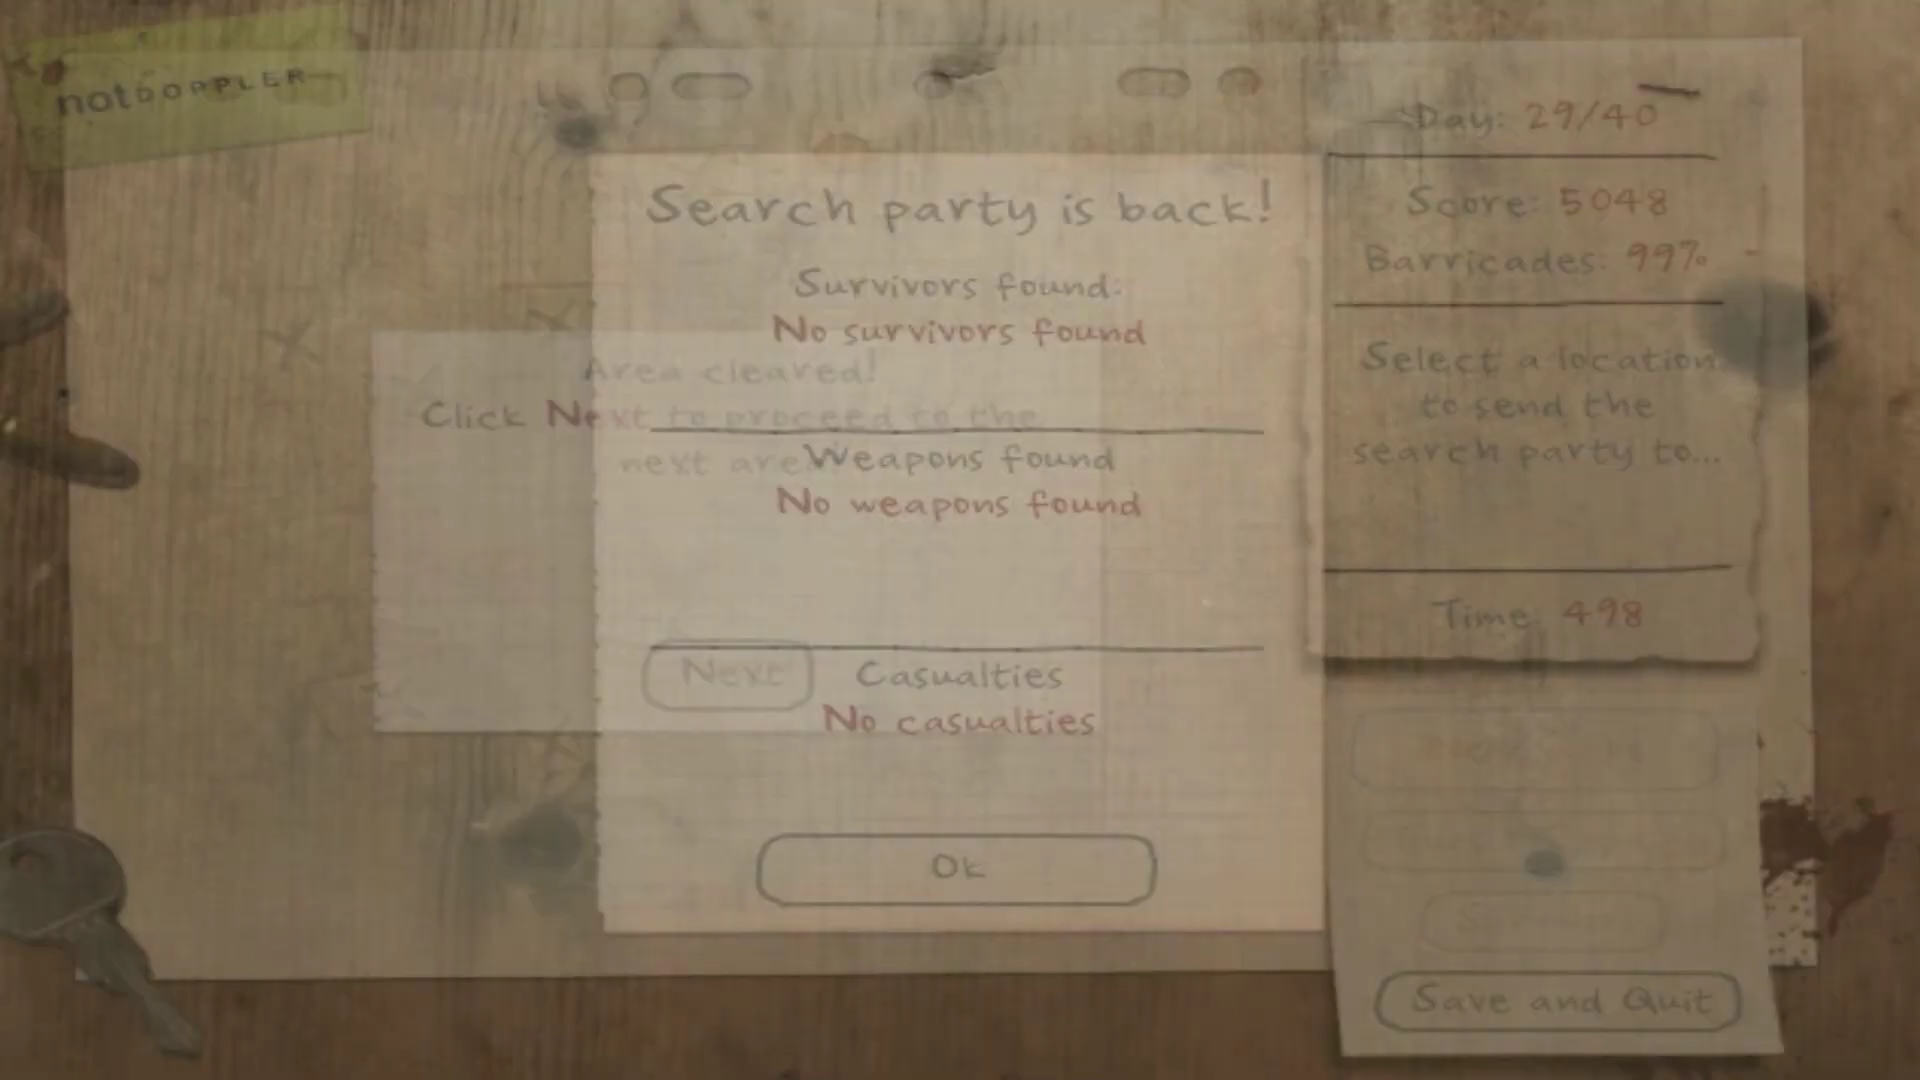 notDOPPLER
Day: 29/40
Search party is back!
Score: 5048
Barricades: 99%
Survivors found:
No survivors found
Area cleared!
Click Next to proceed to the
next area
Select a location
to send the
search party to...
Weapons found
No weapons found
Time: 498
Next
Casualties
No casualties
Ok
Save and Quit